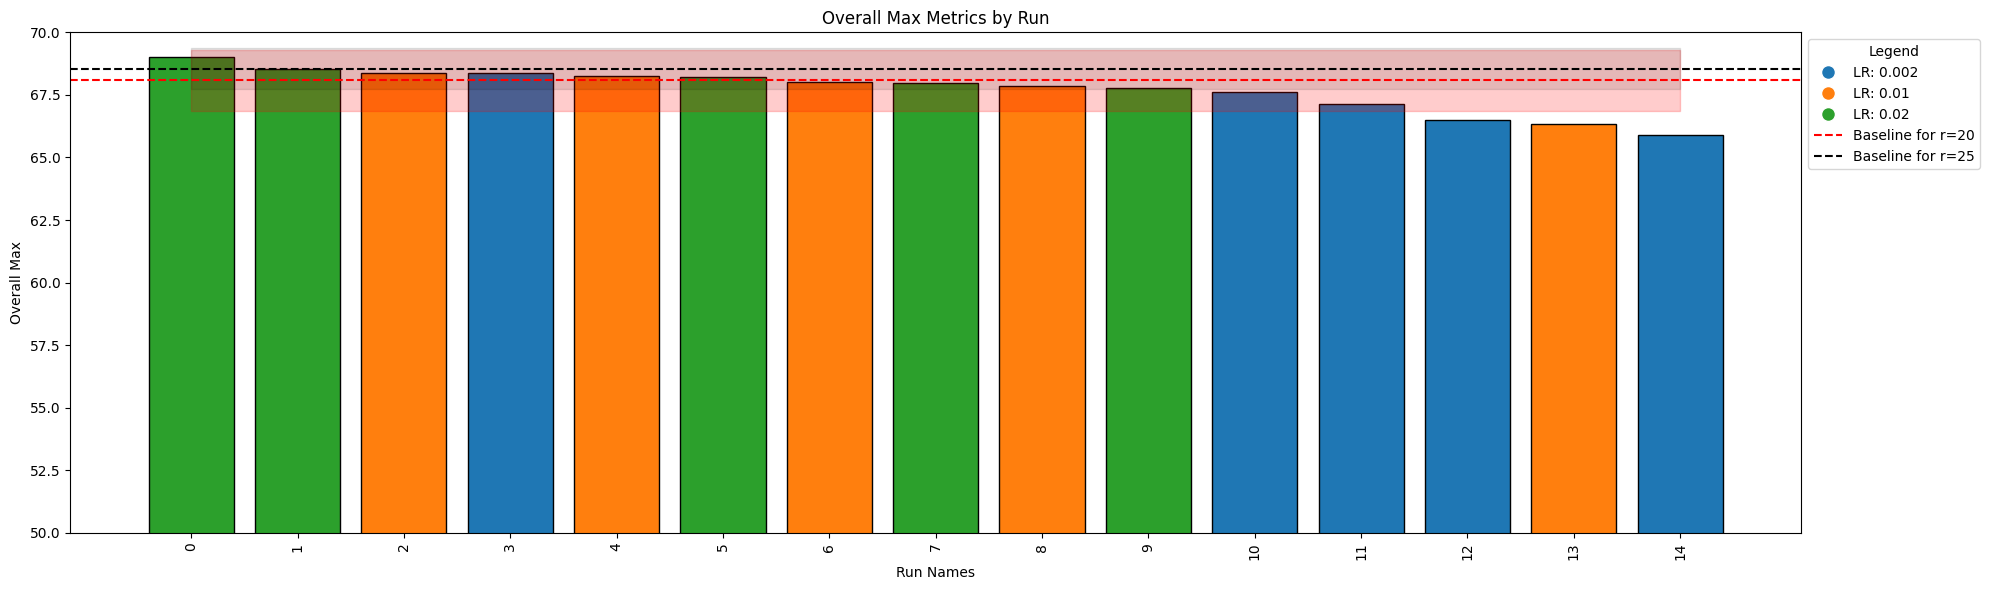 Overall Max Metrics by Run
Overall Max
70.0
67.5
65.0
62.5
60.0
57.5
55.0
52.5
50.0
0 1 2 3 4 5 6 7 8 9 10 11 12 13 14
Run Names
Legend
LR: 0.002
LR: 0.01
LR: 0.02
Baseline for r=20
Baseline for r=25